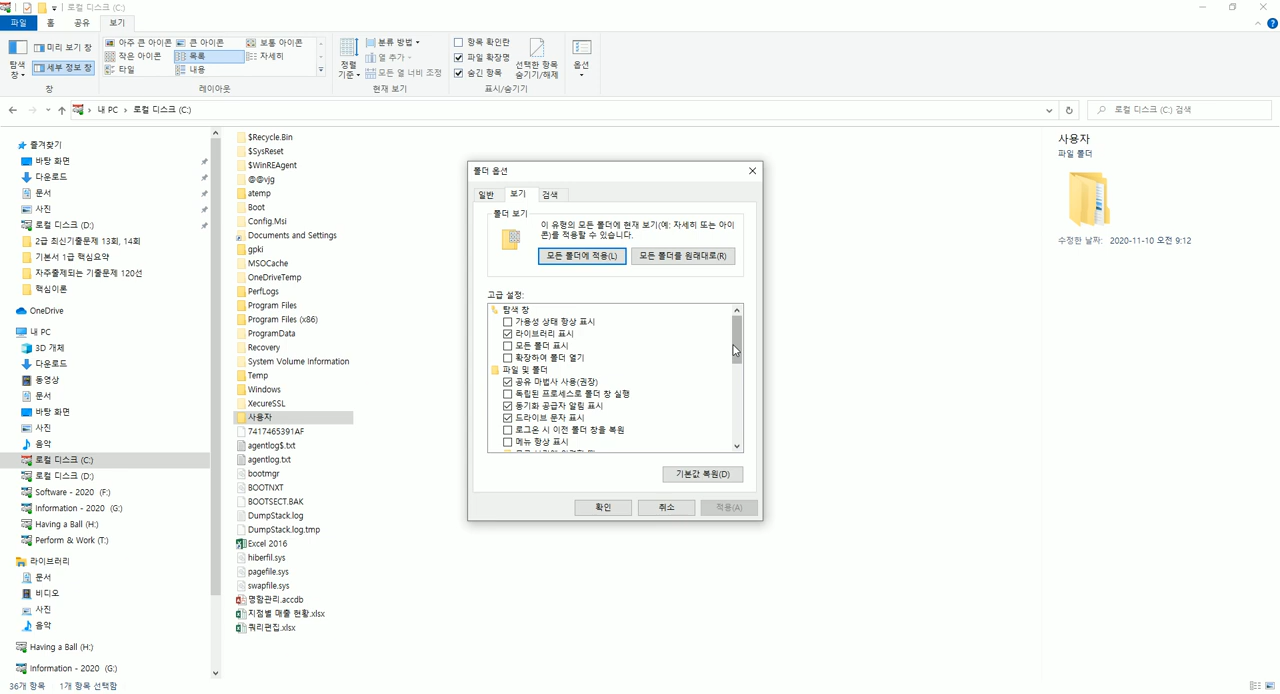 로컬 디스크 (C:)
파일 홈 공유 보기
탐색 창
미리 보기 창
세부 정보 창
창
아주 큰 아이콘 큰 아이콘 보통 아이콘
작은 아이콘 목록 자세히
타일 내용
레이아웃
정렬 기준
분류 방법
열 추가
모든 열 너비 조정
현재 보기
항목 확인란
파일 확장명
숨긴 항목
선택한 항목 숨기기/해제
표시/숨기기
옵션
내 PC 로컬 디스크 (C:)
로컬 디스크 (C:) 검색
즐겨찾기
바탕 화면
다운로드
문서
사진
로컬 디스크 (D:)
2급 최신기출문제 13회, 14회
기본서 1급 핵심요약
자주출제되는 기출문제 120선
핵심이론
OneDrive
내 PC
3D 개체
다운로드
동영상
문서
바탕 화면
사진
음악
로컬 디스크 (C:)
로컬 디스크 (D:)
Software - 2020 (F:)
Information - 2020 (G:)
Having a Ball (H:)
Perform & Work (T:)
라이브러리
문서
비디오
사진
음악
Having a Ball (H:)
Information - 2020 (G:)
36개 항목 1개 항목 선택함
$Recycle.Bin
$SysReset
$WinREAgent
@@vjg
atemp
Boot
Config.Msi
Documents and Settings
gpki
MSOCache
OneDriveTemp
PerfLogs
Program Files
Program Files (x86)
ProgramData
Recovery
System Volume Information
Temp
Windows
XecureSSL
사용자
7417465391AF
agentlog$.txt
agentlog.txt
bootmgr
BOOTNXT
BOOTSECT.BAK
DumpStack.log
DumpStack.log.tmp
Excel 2016
hiberfil.sys
pagefile.sys
swapfile.sys
명함관리.accdb
지점별 매출 현황.xlsx
쿼리편집.xlsx
폴더 옵션
일반 보기 검색
폴더 보기
이 유형의 모든 폴더에 현재 보기(예: 자세히 또는 아이
콘)를 적용할 수 있습니다.
모든 폴더에 적용(L) 모든 폴더를 원래대로(R)
고급 설정:
탐색 창
가용성 상태 항상 표시
라이브러리 표시
모든 폴더 표시
확장하여 폴더 열기
파일 및 폴더
공유 마법사 사용(권장)
독립된 프로세스로 폴더 창 실행
동기화 공급자 알림 표시
드라이브 문자 표시
로그온 시 이전 폴더 창을 복원
메뉴 항상 표시
기본값 복원(D)
확인 취소 적용(A)
사용자
파일 폴더
수정한 날짜: 2020-11-10 오전 9:12